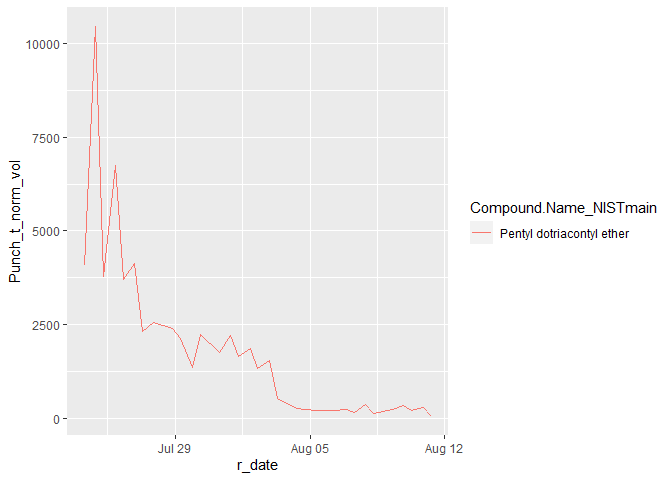 10000
7500
5000
2500
0
Punch_t_norm_vol
Jul 29
Aug 05
Aug 12
r_date
Compound.Name_NISTmain
Pentyl dotriacontyl ether